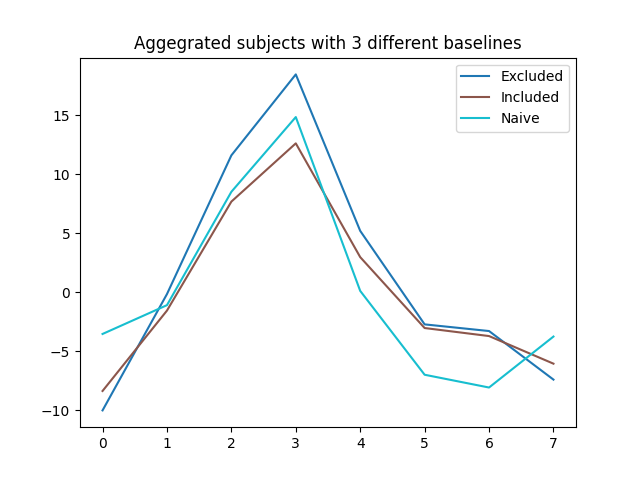 Aggegrated subjects with 3 different baselines
Excluded
Included
Naive
15
10
5
0
−5
−10
0 1 2 3 4 5 6 7